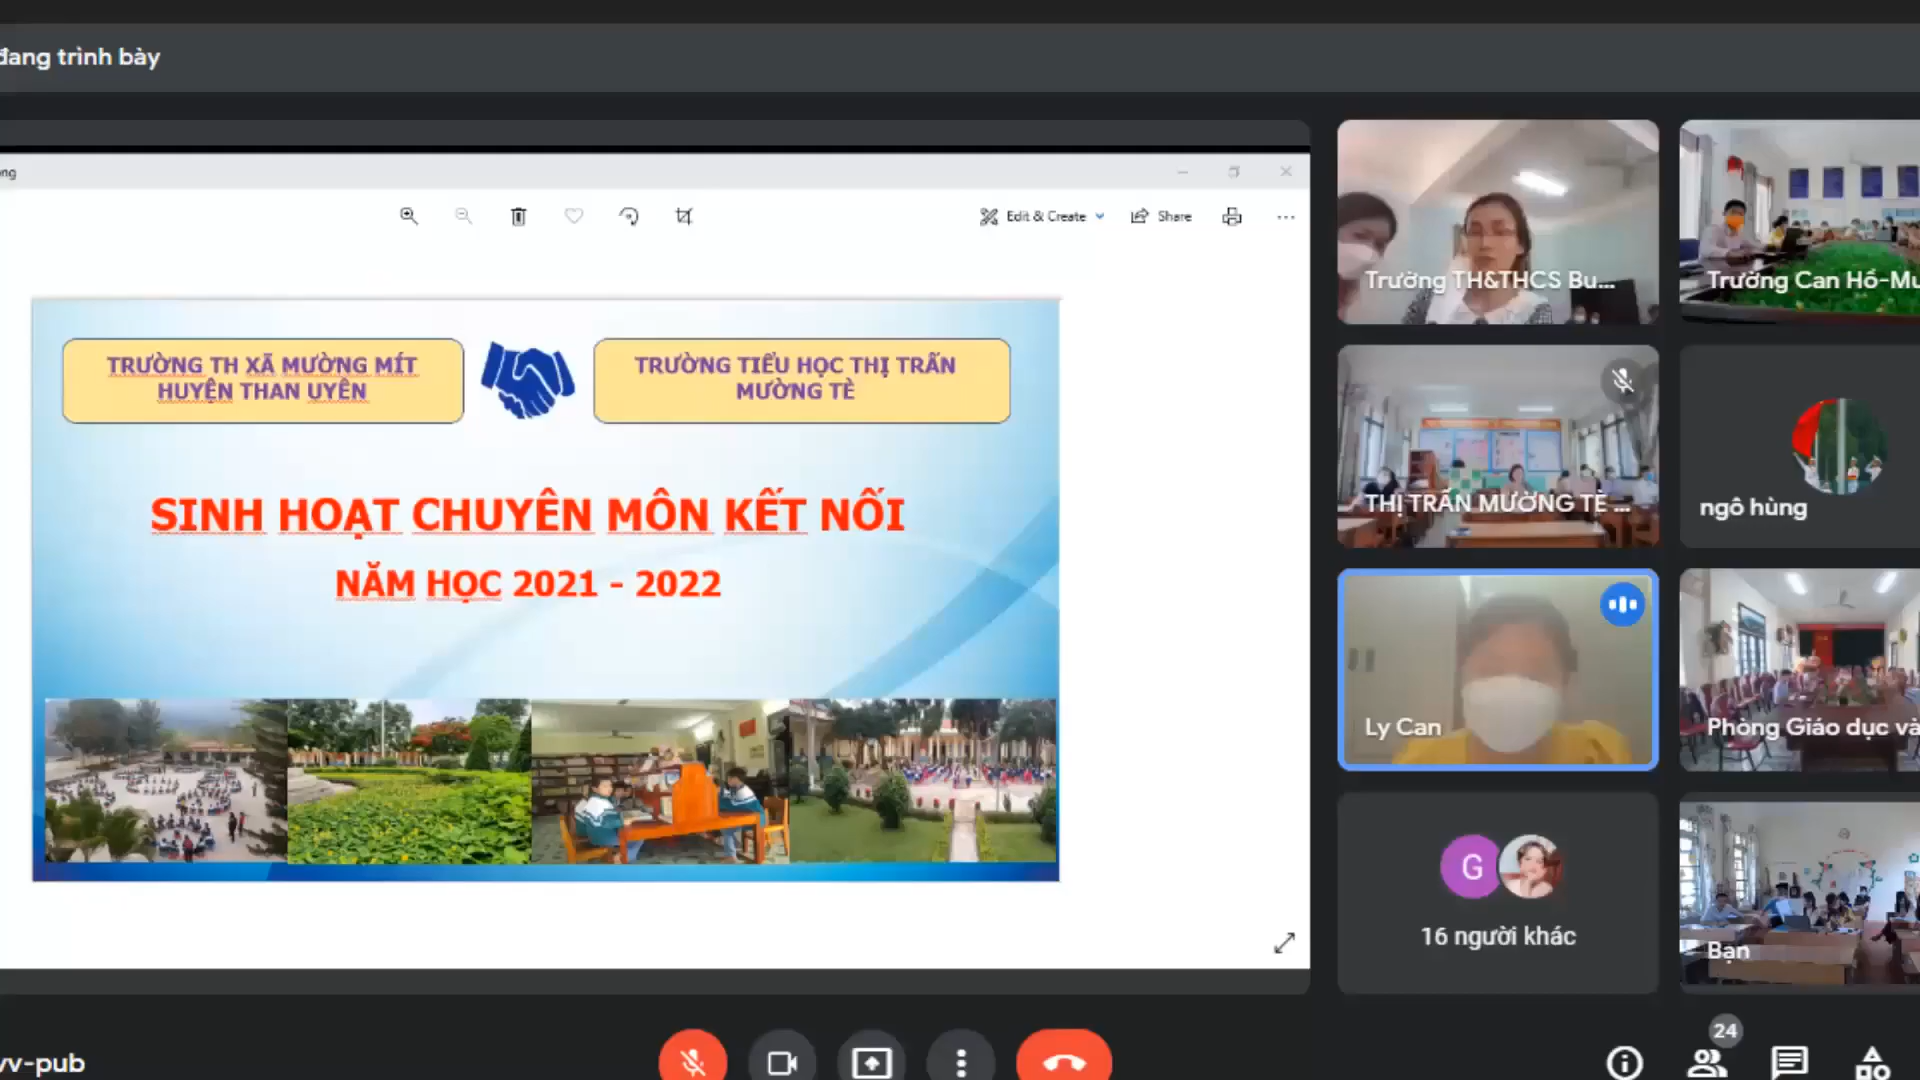 đang trình bày
Edit & Create
Share
TRƯỜNG TH XÃ MƯỜNG MÍT
HUYỆN THAN UYÊN
TRƯỜNG TIỂU HỌC THỊ TRẤN
MƯỜNG TÈ
SINH HOẠT CHUYÊN MÔN KẾT NỐI
NĂM HỌC 2021 - 2022
Trường TH&THCS Bu...
Trường Can Hồ-Mu
THỊ TRẤN MƯỜNG TÈ ...
ngô hùng
Ly Can
Phòng Giáo dục và
G
16 người khác
Bạn
24
vv-pub